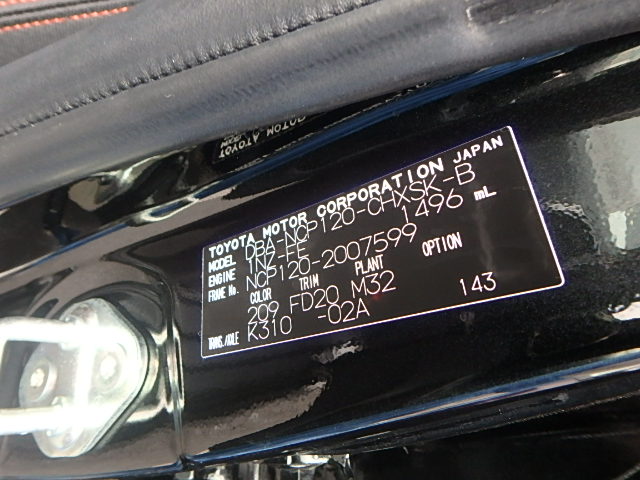 TOYOTA MOTOR CORPORATION JAPAN
MODEL DBA-NCP120-CHXSK-B
ENGINE 1NZ-FE 1496 mL
FRAME No. NCP120-2007599
COLOR TRIM PLANT OPTION
209 FD20 M32
TRANS./AXLE K310 -02A 143